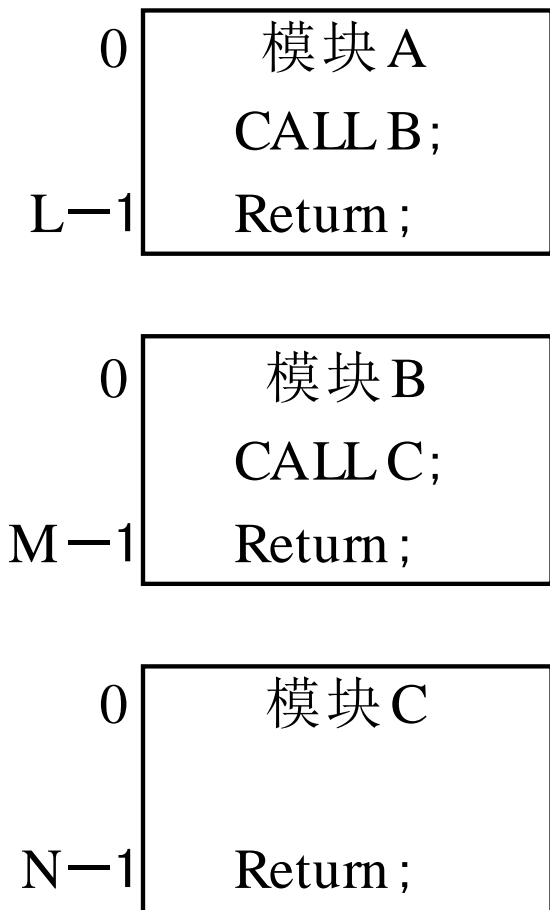 0 模块A
CALL B;
L－1 Return;
0 模块B
CALL C;
M－1 Return;
0 模块C
N－1 Return;